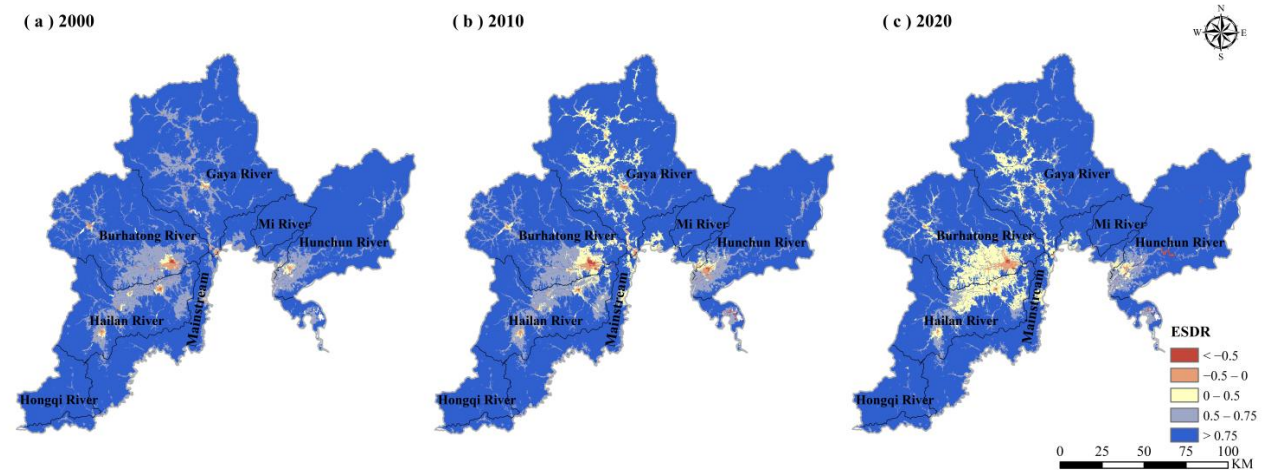 ( a ) 2000
( b ) 2010
( c ) 2020
N
W
E
S
Gaya River
Mi River
Burhatong River
Hunchun River
Mainstream
Hailan River
Hongqi River
Gaya River
Mi River
Burhatong River
Hunchun River
Mainstream
Hailan River
Hongqi River
Gaya River
Mi River
Burhatong River
Hunchun River
Mainstream
Hailan River
Hongqi River
ESDR
< −0.5
−0.5 – 0
0 – 0.5
0.5 – 0.75
> 0.75
0 25 50 75 100
KM